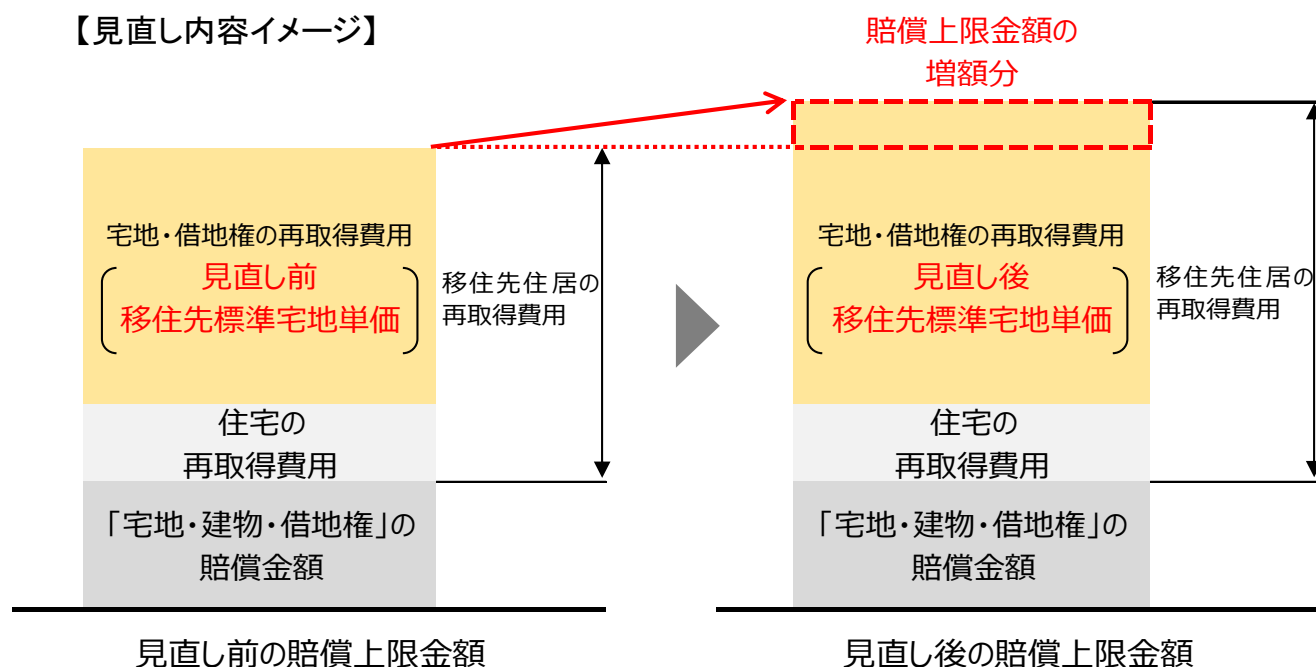 【見直し内容イメージ】
賠償上限金額の
増額分
宅地・借地権の再取得費用
見直し前
移住先標準宅地単価
移住先住居の
再取得費用
住宅の
再取得費用
「宅地・建物・借地権」の
賠償金額
見直し前の賠償上限金額
宅地・借地権の再取得費用
見直し後
移住先標準宅地単価
移住先住居の
再取得費用
住宅の
再取得費用
「宅地・建物・借地権」の
賠償金額
見直し後の賠償上限金額